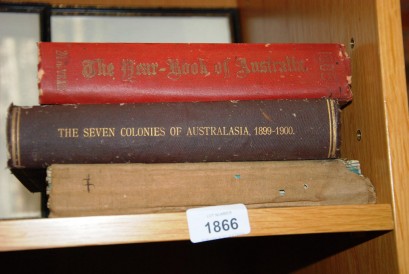 The Year-Book of Australia
THE SEVEN COLONIES OF AUSTRALASIA, 1899-1900.
1866